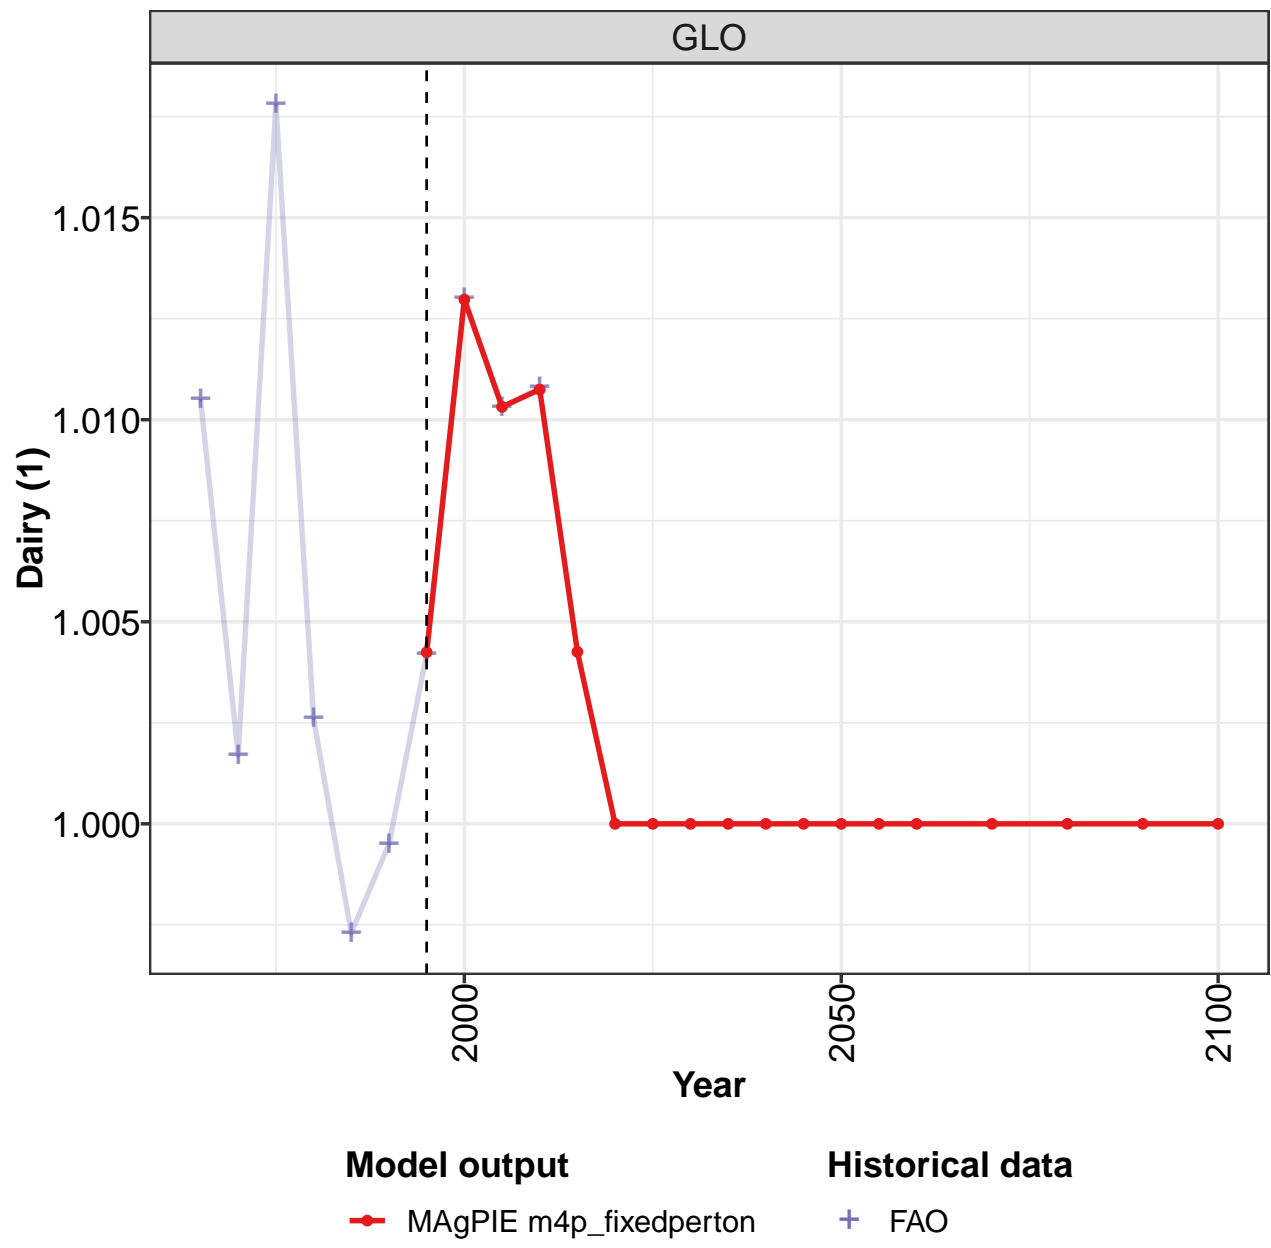 GLO
Dairy (1)
1.015
1.010
1.005
1.000
2000
2050
2100
Year
Model output
MAgPIE m4p_fixedperton
Historical data
FAO